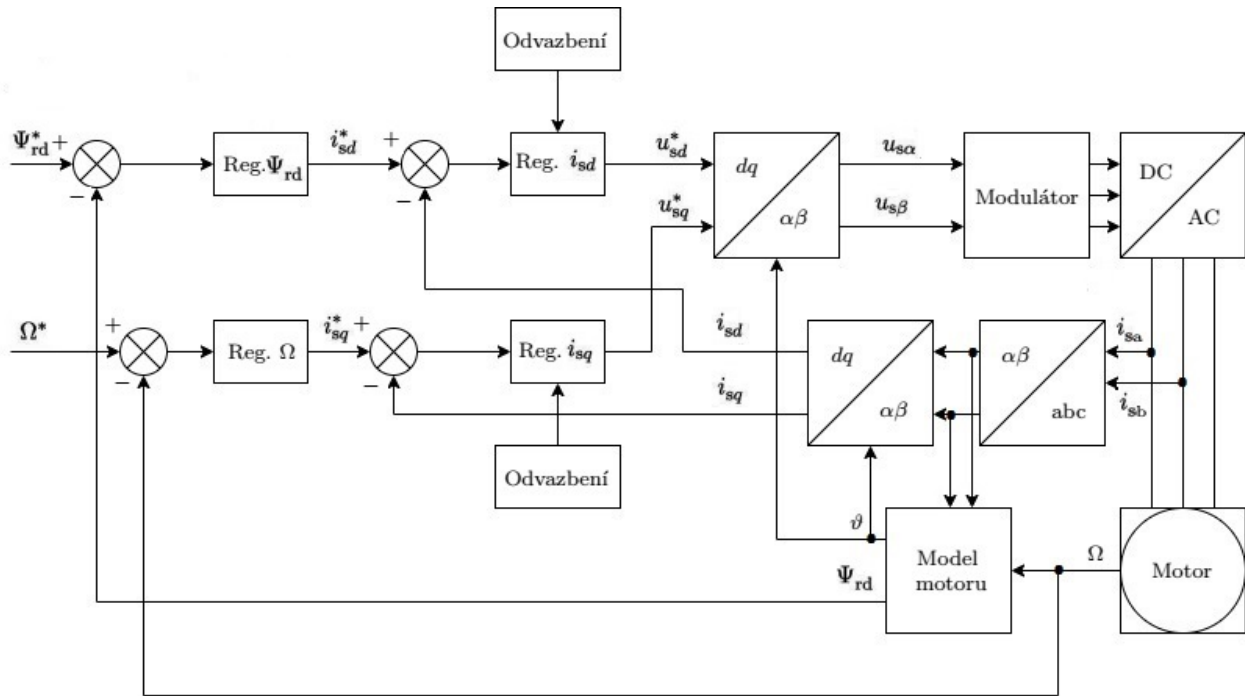 Odvazbení
Ψ*rd +
−
Reg.Ψrd
i*sd
+
−
Reg. isd
u*sd
u*sq
dq
αβ
usα
usβ
Modulátor
DC
AC
Ω*
+
−
Reg. Ω
i*sq +
−
Reg. isq
isd
isq
dq
αβ
αβ
abc
isa
isb
Odvazbení
ϑ
Ψrd
Model
motoru
Ω
Motor